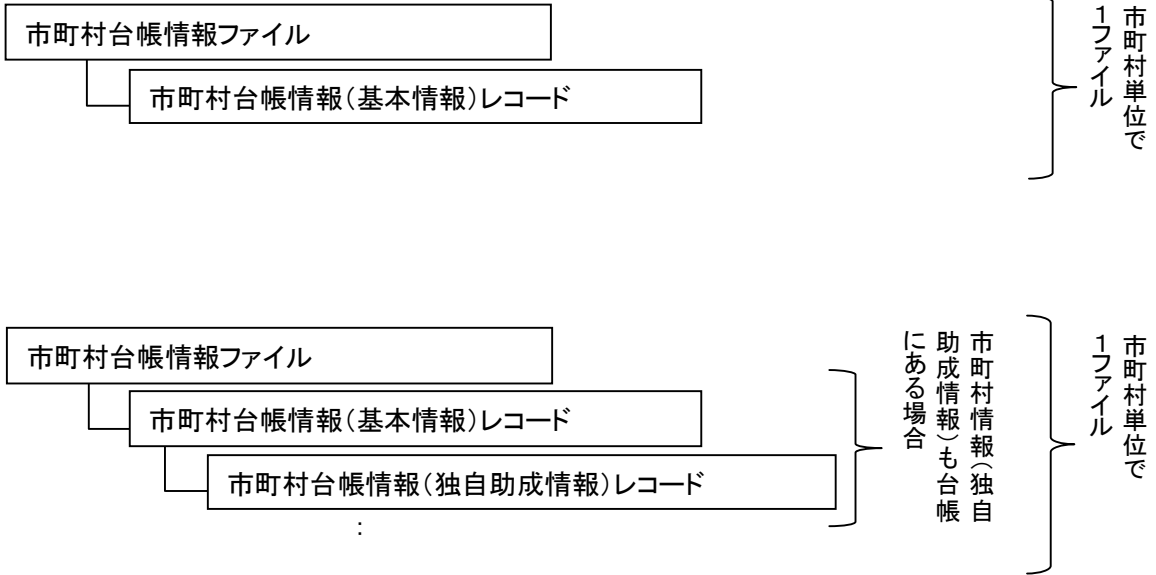 市町村台帳情報ファイル
市町村台帳情報(基本情報)レコード
市町村単位で
1ファイル
市町村台帳情報ファイル
市町村台帳情報(基本情報)レコード
市町村台帳情報(独自助成情報)レコード
:
市町村情報(独自
助成情報)も台帳
にある場合
市町村単位で
1ファイル